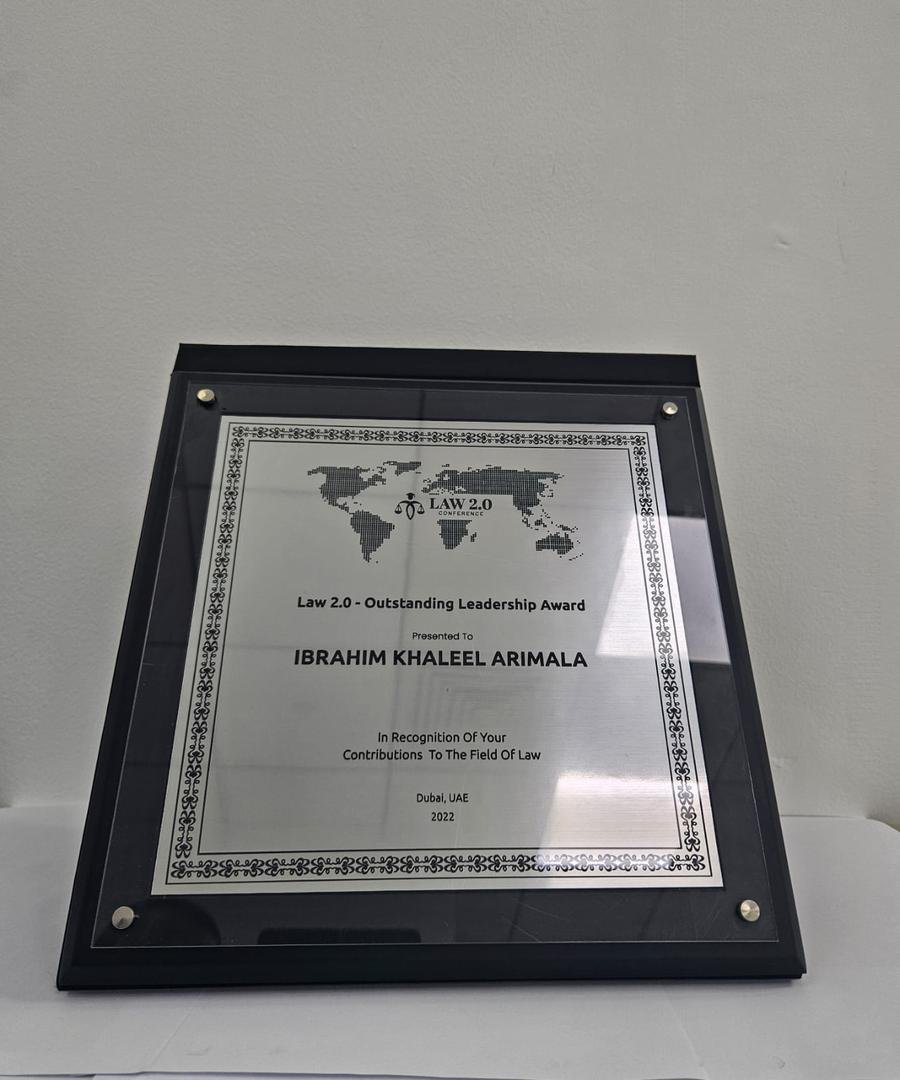 LAW 2.0
CONFERENCE
Law 2.0 - Outstanding Leadership Award
Presented To
IBRAHIM KHALEEL ARIMALA
In Recognition Of Your
Contributions To The Field Of Law
Dubai, UAE
2022